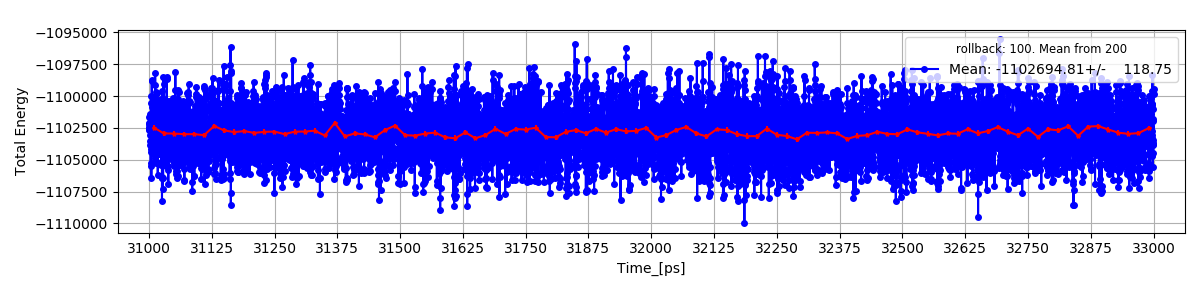 −1095000
−1097500
−1100000
−1102500
−1105000
−1107500
−1110000
Total Energy
rollback: 100. Mean from 200
Mean: -1102694.81+/- 118.75
31000 31125 31250 31375 31500 31625 31750 31875 32000 32125 32250 32375 32500 32625 32750 32875 33000
Time_[ps]